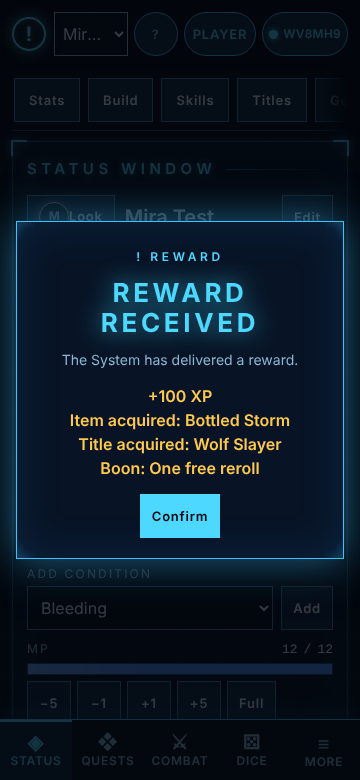 !
Mir...
?
PLAYER
WV8MH9
Stats
Build
Skills
Titles
STATUS WINDOW
M
Look
Mira Test
Edit
! REWARD
REWARD
RECEIVED
The System has delivered a reward.
+100 XP
Item acquired: Bottled Storm
Title acquired: Wolf Slayer
Boon: One free reroll
Confirm
ADD CONDITION
Bleeding
Add
MP
12 / 12
−5
−1
+1
+5
Full
STATUS
QUESTS
COMBAT
DICE
MORE